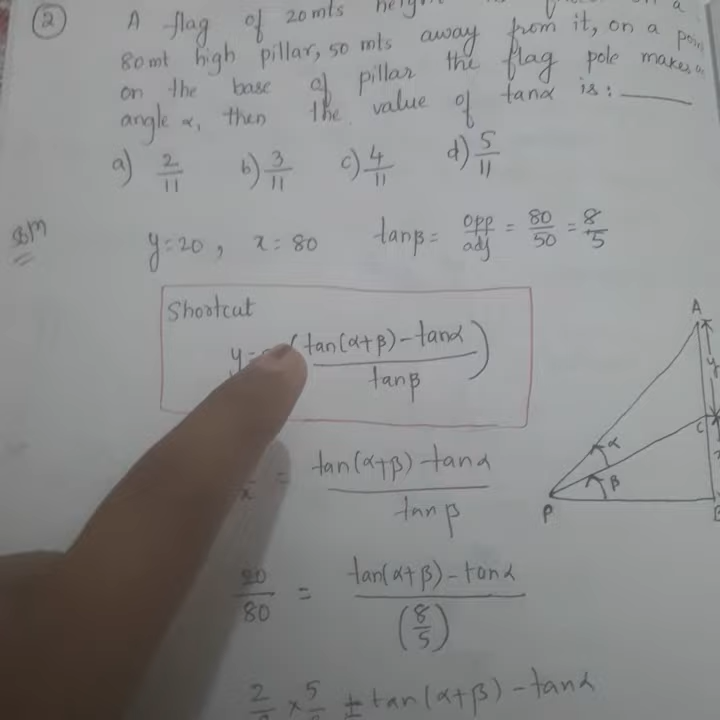 ② A flag of 20mts a
80mt high pillar, 50 mts away from it, on a
on the base of pillar the flag pole makes
angle α, then the value of tanα is: ____
a) 2/11 b) 3/11 c) 4/11 d) 5/11
y=20, x=80 tanβ = opp/adj = 80/50 = 8/5
Shortcut
y= (tan(α+β) - tanα / tanβ)
x = tan(α+β) - tanα / tanβ
20/80 = tan(α+β) - tanα / (8/5)
2 × 5 ± tan(α+β) - tanα
A
y
C
α
β
P